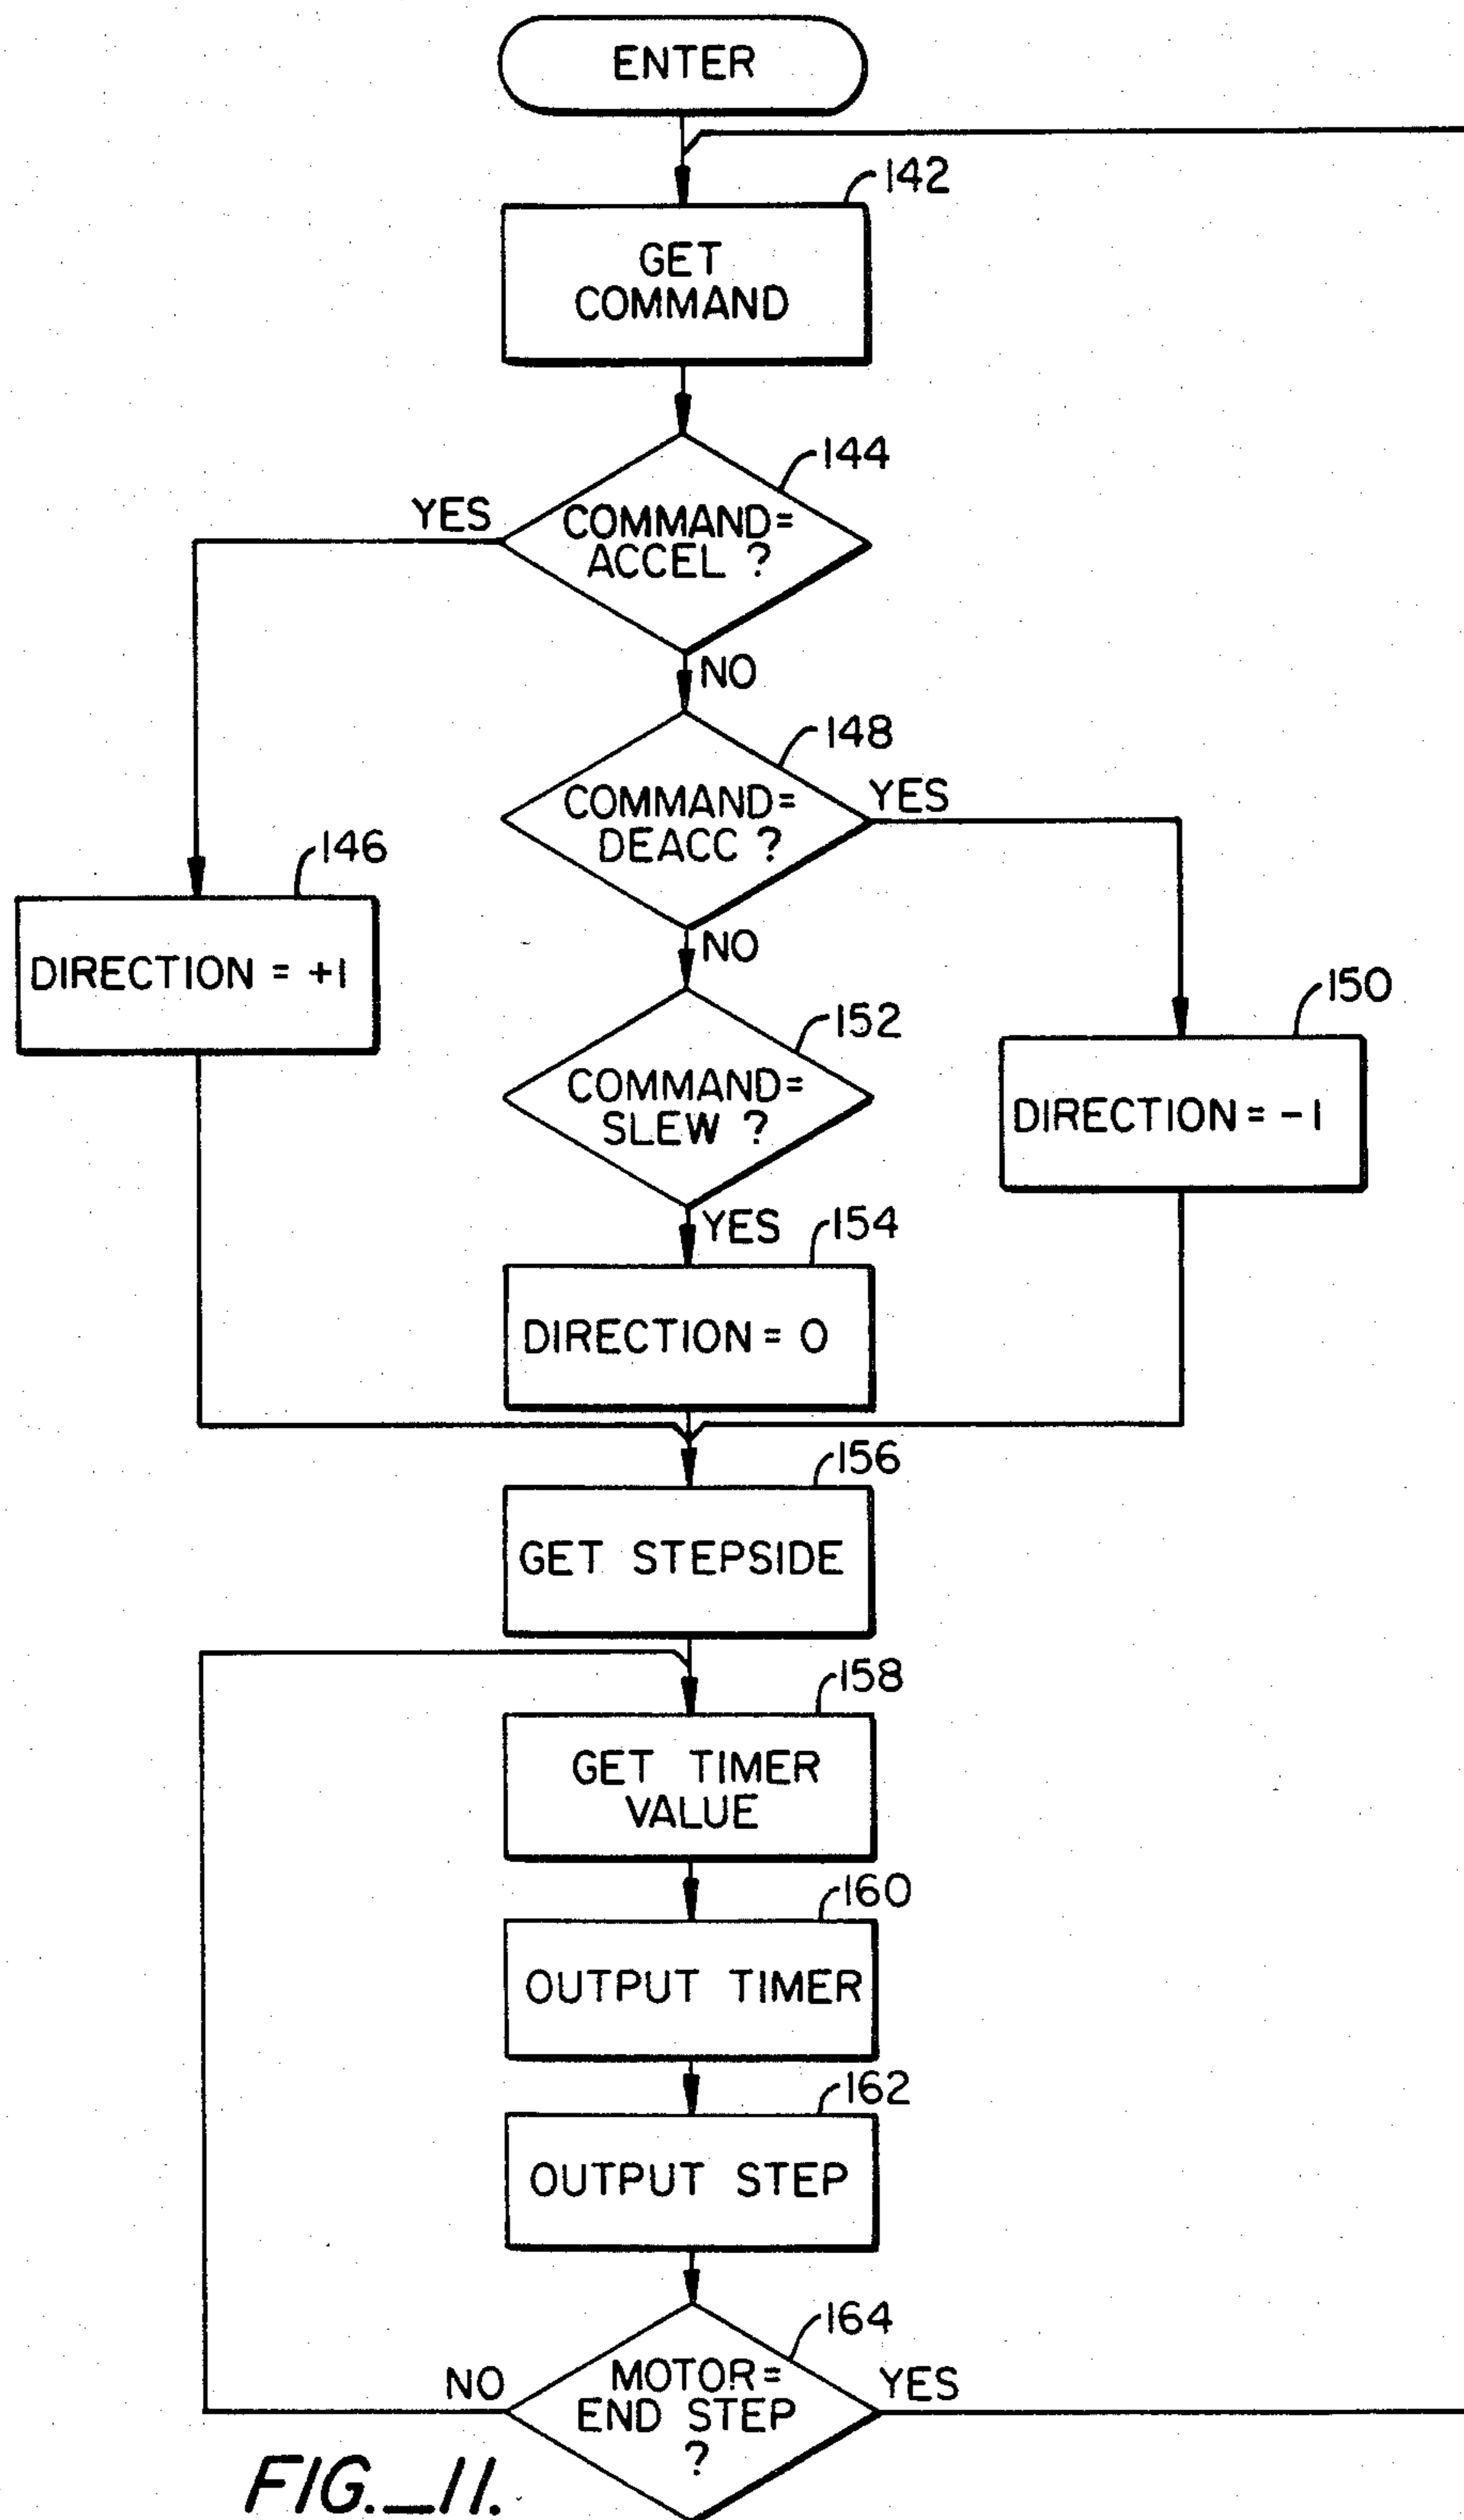 ENTER
142
GET
COMMAND
144
YES
COMMAND=
ACCEL ?
NO
148
COMMAND=
DEACC ?
YES
146
DIRECTION = +1
NO
150
152
COMMAND=
SLEW ?
DIRECTION = -1
YES
154
DIRECTION = 0
156
GET STEPSIDE
158
GET TIMER
VALUE
160
OUTPUT TIMER
162
OUTPUT STEP
164
NO
MOTOR=
END STEP
?
YES
FIG._11.